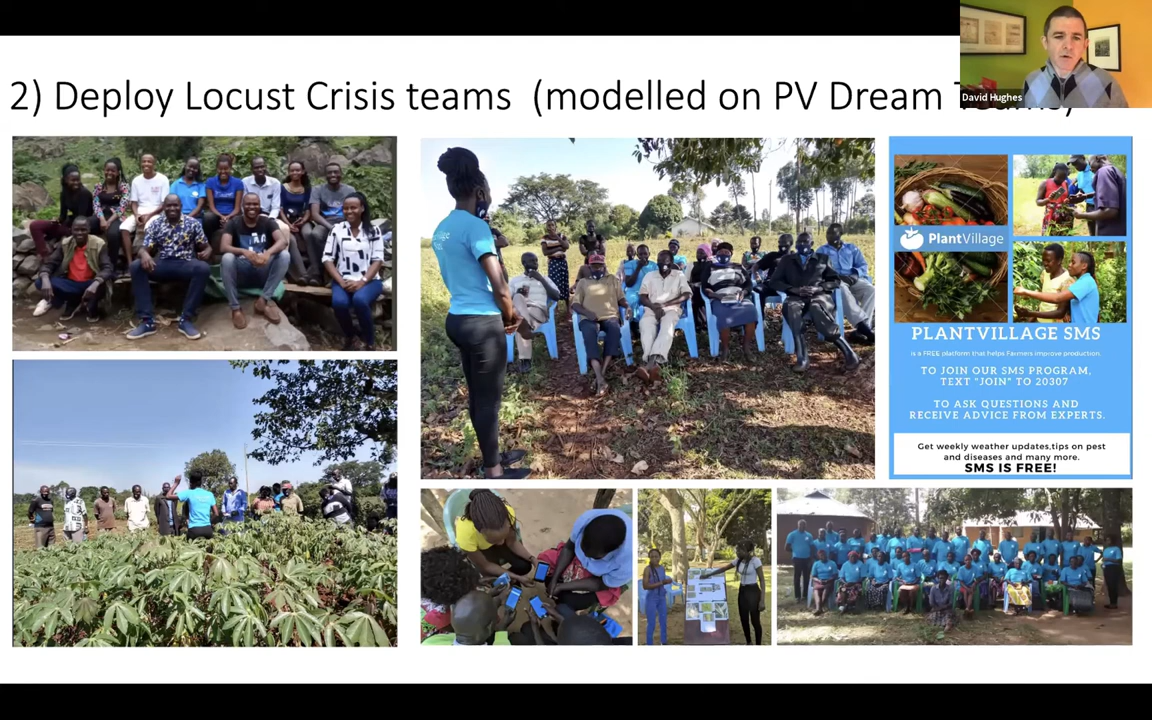 2) Deploy Locust Crisis teams (modelled on PV Dream
David Hughes
PlantVillage
PLANTVILLAGE SMS
is a FREE platform that helps Farmers improve production.
TO JOIN OUR SMS PROGRAM,
TEXT "JOIN" TO 20307
TO ASK QUESTIONS AND
RECEIVE ADVICE FROM EXPERTS.
Get weekly weather updates,tips on pest
and diseases and many more.
SMS IS FREE!